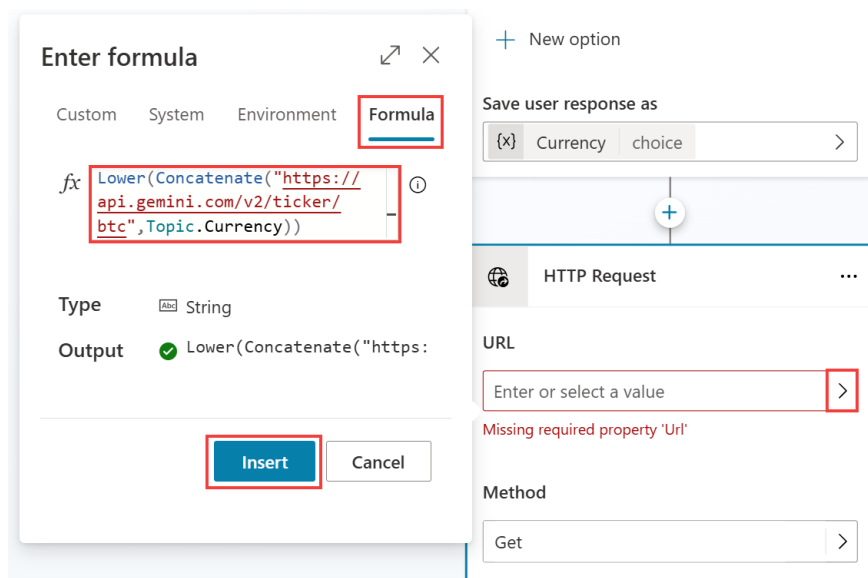 Enter formula
Custom System Environment Formula
fx Lower(Concatenate("https://
api.gemini.com/v2/ticker/
btc",Topic.Currency))
Type Abc String
Output Lower(Concatenate("https:
Insert Cancel
New option
Save user response as
{x} Currency choice
HTTP Request
URL
Enter or select a value
Missing required property 'Url'
Method
Get